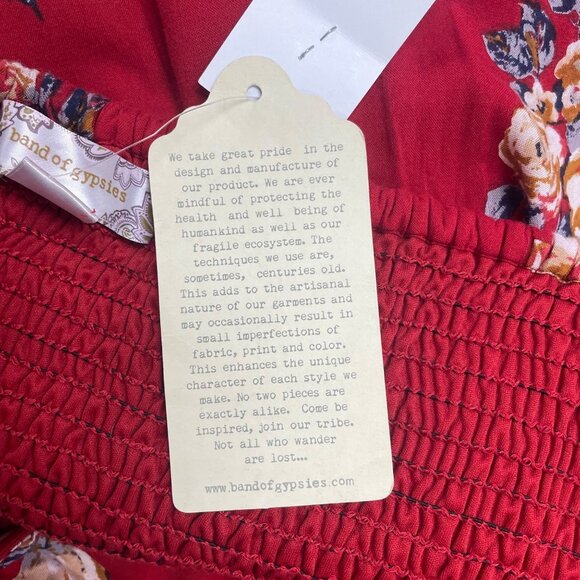 band of gypsies
We take great pride in the
design and manufacture of
our product. We are ever
mindful of protecting the
health and well being of
humankind as well as our
fragile ecosystem. The
techniques we use are,
sometimes, centuries old.
This adds to the artisanal
nature of our garments and
may occasionally result in
small imperfections of
fabric, print and color.
This enhances the unique
character of each style we
make. No two pieces are
exactly alike. Come be
inspired, join our tribe.
Not all who wander
are lost...
www.bandofgypsies.com